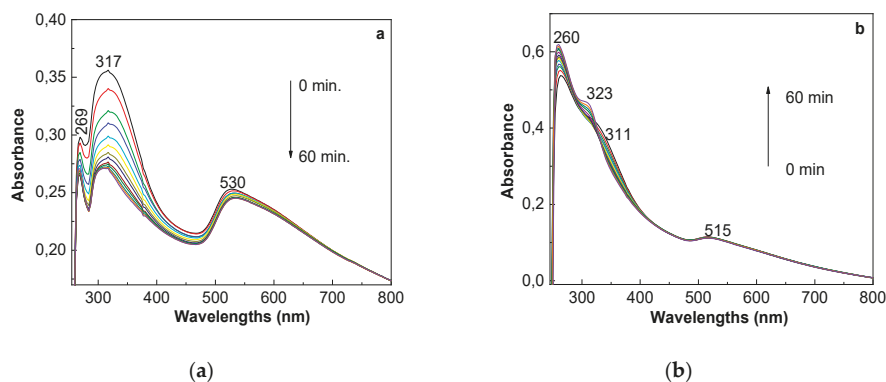 a
0,40
317
0 min.
0,35
269
0,30
60 min.
530
0,25
0,20
Absorbance
300 400 500 600 700 800
Wavelengths (nm)
(a)
b
260
0,6
60 min
323
311
0,4
0 min
0,2
515
0,0
Absorbance
300 400 500 600 700 800
Wavelengths (nm)
(b)